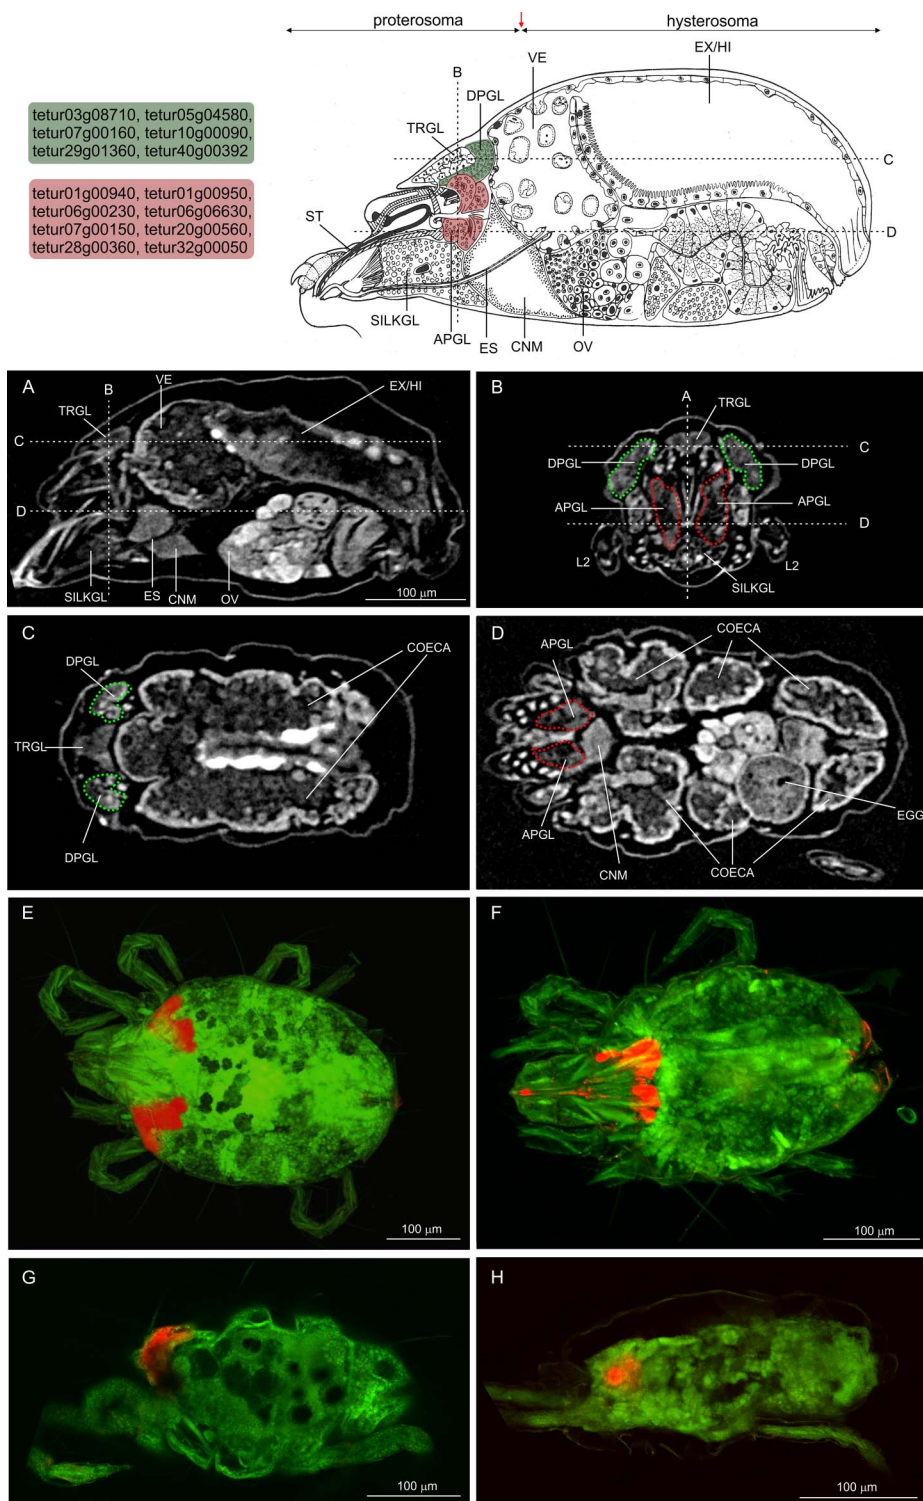 proterosoma
hysterosoma
B
VE
EX/HI
DPGL
TRGL
C
ST
D
SILKGL
APGL
ES
CNM
OV
tetur03g08710, tetur05g04580,
tetur07g00160, tetur10g00090,
tetur29g01360, tetur40g00392
tetur01g00940, tetur01g00950,
tetur06g00230, tetur06g06630,
tetur07g00150, tetur20g00560,
tetur28g00360, tetur32g00050
A
B
VE
EX/HI
TRGL
C
D
SILKGL
ES
CNM
OV
100 μm
B
A
TRGL
C
DPGL
DPGL
APGL
APGL
D
L2
L2
SILKGL
C
DPGL
COECA
TRGL
DPGL
D
APGL
COECA
APGL
EGG
CNM
COECA
E
100 μm
F
100 μm
G
100 μm
H
100 μm